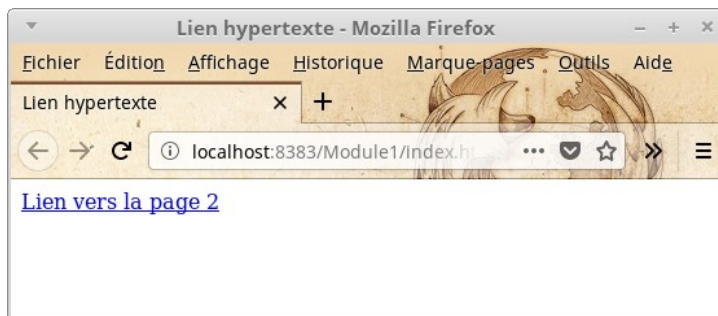 Lien hypertexte - Mozilla Firefox
Fichier Édition Affichage Historique Marque-pages Outils Aide
Lien hypertexte
localhost:8383/Module1/index.h
Lien vers la page 2